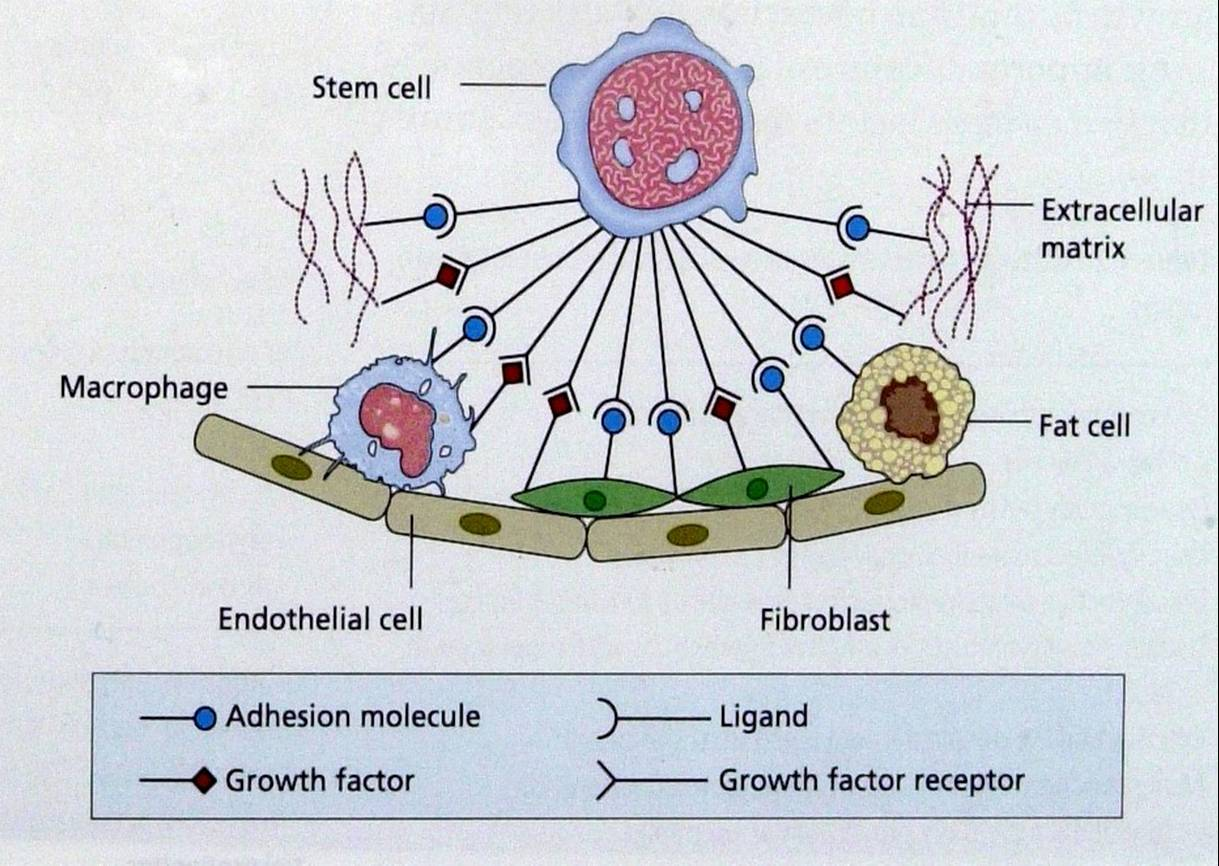 Stem cell
Extracellular
matrix
Macrophage
Fat cell
Endothelial cell
Fibroblast
Adhesion molecule
Ligand
Growth factor
Growth factor receptor